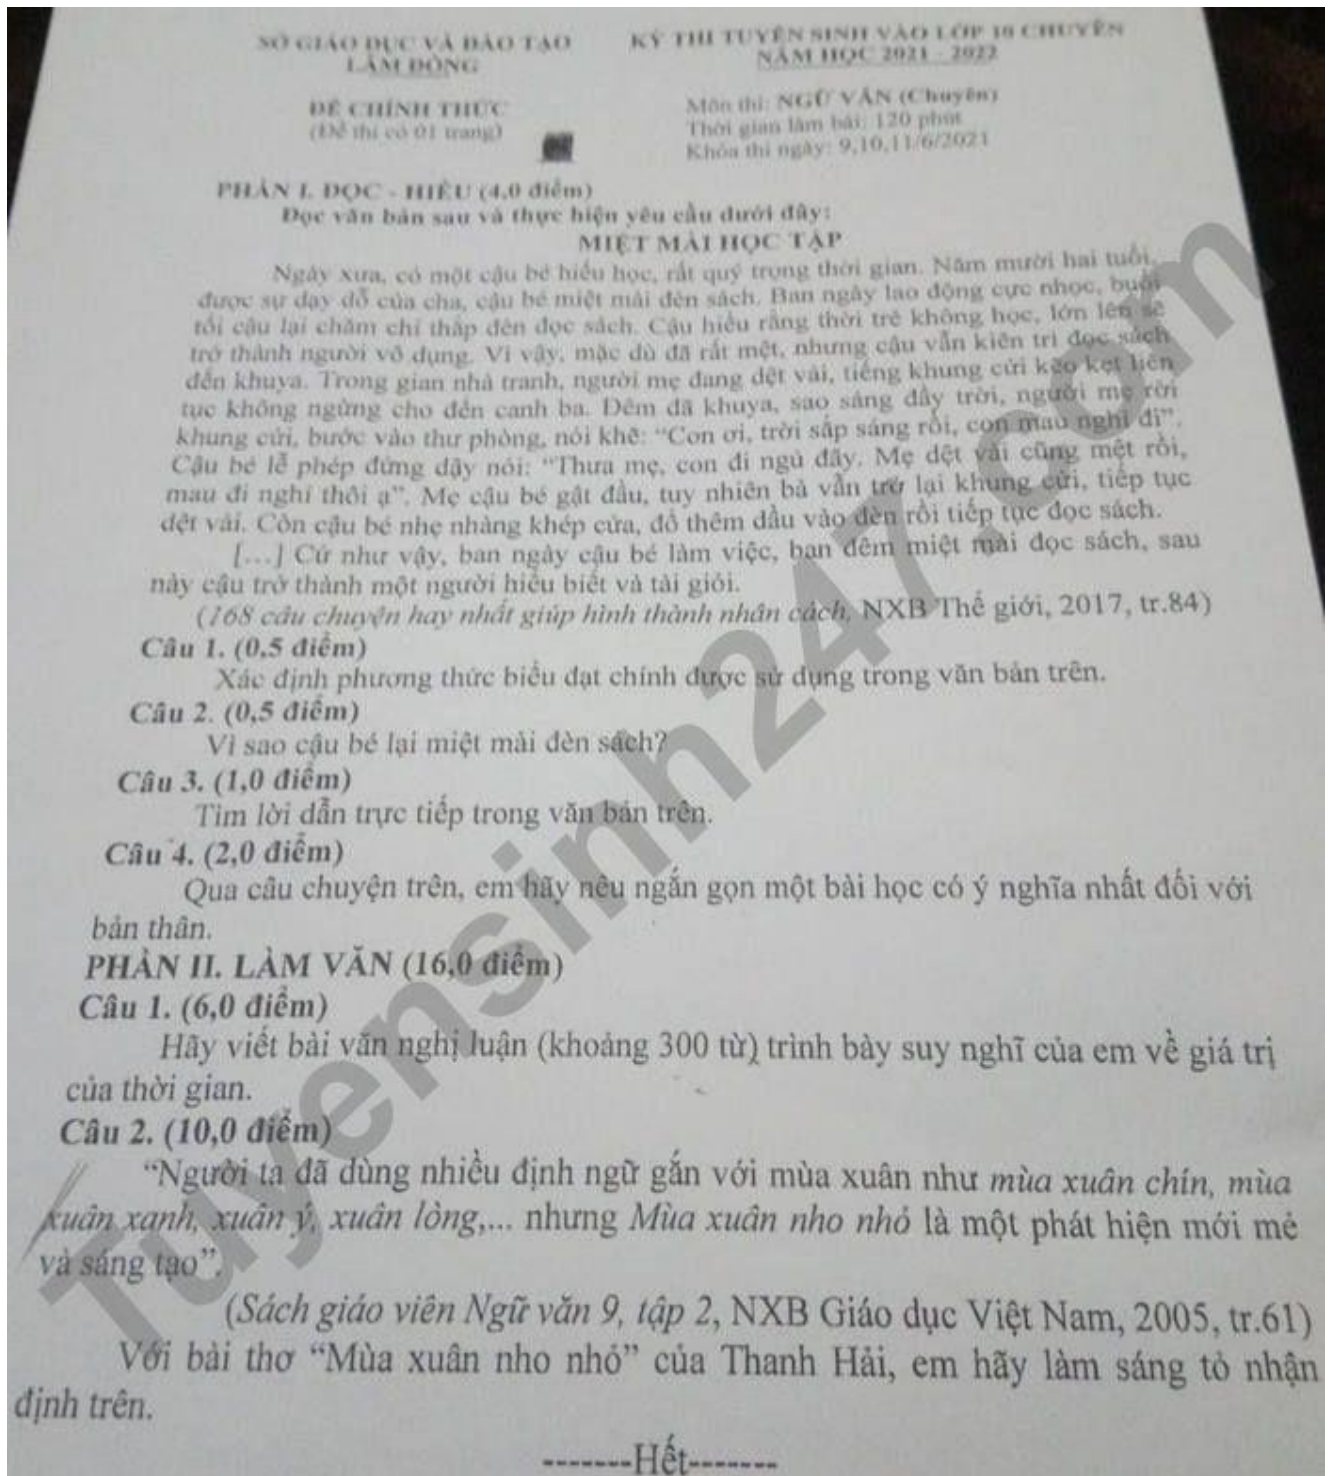 SỞ GIÁO DỤC VÀ ĐÀO TẠO
LÂM ĐỒNG
KỲ THI TUYỂN SINH VÀO LỚP 10 CHUYÊN
NĂM HỌC 2021 - 2022
ĐỀ CHÍNH THỨC
(Đề thi có 01 trang)
Môn thi: NGỮ VĂN (Chuyên)
Thời gian làm bài: 120 phút
Khóa thi ngày: 9,10,11/6/2021
PHẦN I. ĐỌC - HIỂU (4,0 điểm)
Đọc văn bản sau và thực hiện yêu cầu dưới đây:
MIỆT MÀI HỌC TẬP
Ngày xưa, có một cậu bé hiếu học, rất quý trọng thời gian. Năm mười hai tuổi,
được sự dạy dỗ của cha, cậu bé miệt mài đèn sách. Ban ngày lao động cực nhọc, buổi
tối cậu lại chăm chỉ thắp đèn đọc sách. Cậu hiểu rằng thời trẻ không học, lớn lên sẽ
trở thành người vô dụng. Vì vậy, mặc dù đã rất mệt, nhưng cậu vẫn kiên trì đọc sách
đến khuya. Trong gian nhà tranh, người mẹ đang dệt vải, tiếng khung cửi kẽo kẹt liên
tục không ngừng cho đến canh ba. Đêm đã khuya, sao sáng đầy trời, người mẹ rời
khung cửi, bước vào thư phòng, nói khẽ: “Con ơi, trời sắp sáng rồi, con mau nghỉ đi”.
Cậu bé lễ phép đứng dậy nói: “Thưa mẹ, con đi ngủ đây. Mẹ dệt vải cũng mệt rồi,
mau đi nghỉ thôi ạ”. Mẹ cậu bé gật đầu, tuy nhiên bà vẫn trở lại khung cửi, tiếp tục
dệt vải. Còn cậu bé nhẹ nhàng khép cửa, đổ thêm dầu vào đèn rồi tiếp tục đọc sách.
[…] Cứ như vậy, ban ngày cậu bé làm việc, ban đêm miệt mài đọc sách, sau
này cậu trở thành một người hiểu biết và tài giỏi.
(168 câu chuyện hay nhất giúp hình thành nhân cách, NXB Thế giới, 2017, tr.84)
Câu 1. (0,5 điểm)
Xác định phương thức biểu đạt chính được sử dụng trong văn bản trên.
Câu 2. (0,5 điểm)
Vì sao cậu bé lại miệt mài đèn sách?
Câu 3. (1,0 điểm)
Tìm lời dẫn trực tiếp trong văn bản trên.
Câu 4. (2,0 điểm)
Qua câu chuyện trên, em hãy nêu ngắn gọn một bài học có ý nghĩa nhất đối với
bản thân.
PHẦN II. LÀM VĂN (16,0 điểm)
Câu 1. (6,0 điểm)
Hãy viết bài văn nghị luận (khoảng 300 từ) trình bày suy nghĩ của em về giá trị
của thời gian.
Câu 2. (10,0 điểm)
“Người ta đã dùng nhiều định ngữ gắn với mùa xuân như mùa xuân chín, mùa
xuân xanh, xuân ý, xuân lòng,... nhưng Mùa xuân nho nhỏ là một phát hiện mới mẻ
và sáng tạo”.
(Sách giáo viên Ngữ văn 9, tập 2, NXB Giáo dục Việt Nam, 2005, tr.61)
Với bài thơ “Mùa xuân nho nhỏ” của Thanh Hải, em hãy làm sáng tỏ nhận
định trên.
-------Hết-------
Tuyensinh247.com